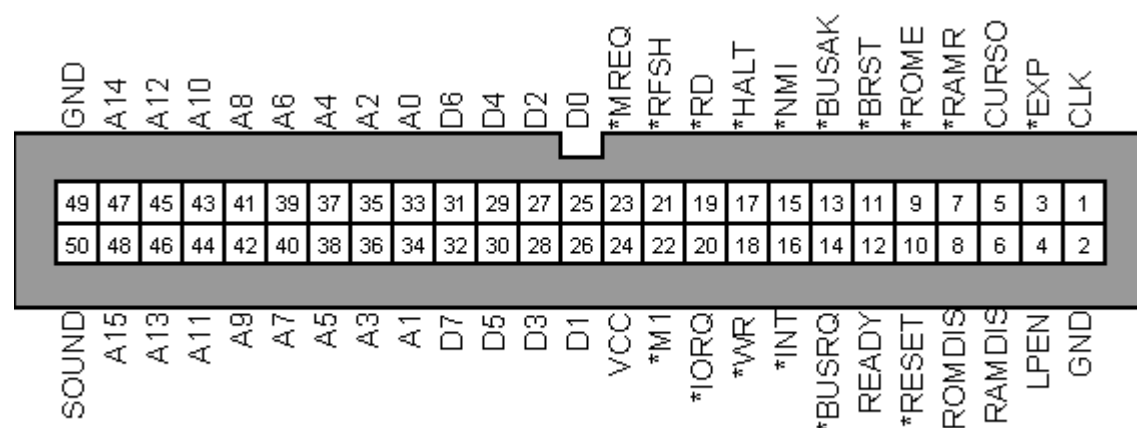 GND A14 A12 A10 A8 A6 A4 A2 A0 D6 D4 D2 D0 *MREQ *RFSH *RD *HALT *NMI *BUSAK *BRST *ROME *RAMR CURSO *EXP CLK
49 47 45 43 41 39 37 35 33 31 29 27 25 23 21 19 17 15 13 11 9 7 5 3 1
50 48 46 44 42 40 38 36 34 32 30 28 26 24 22 20 18 16 14 12 10 8 6 4 2
SOUND A15 A13 A11 A9 A7 A5 A3 A1 D7 D5 D3 D1 VCC *M1 *IORQ *WR *INT *BUSRQ READY *RESET ROMDIS RAMDIS LPEN GND